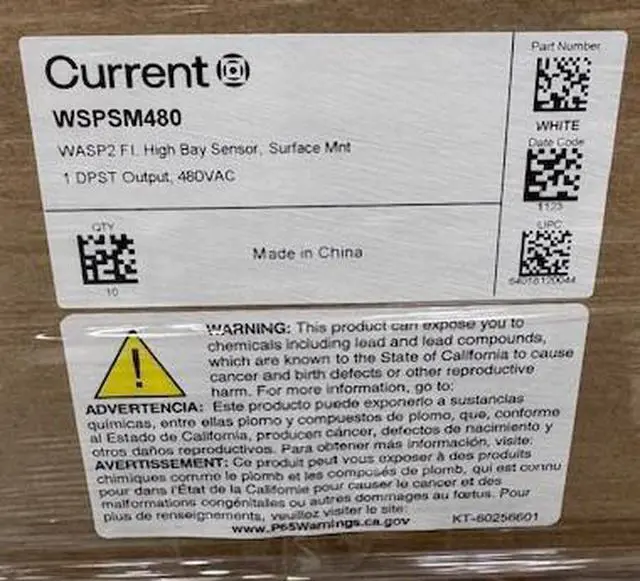 Current
WSPSM480
WASP2 FI. High Bay Sensor, Surface Mnt
1 DPST Output, 480VAC
Part Number
WHITE
Date Code
1123
UPC
QTY
10
Made in China
WARNING: This product can expose you to
chemicals including lead and lead compounds,
which are known to the State of California to cause
cancer and birth defects or other reproductive
harm. For more information, go to:
ADVERTENCIA: Este producto puede exponerlo a sustancias
químicas, entre ellas plomo y compuestos de plomo, que, conforme
al Estado de California, producen cáncer, defectos de nacimiento y
otros daños reproductivos. Para obtener más información, visite:
AVERTISSEMENT: Ce produit peut vous exposer à des produits
chimiques comme le plomb et les composés de plomb, qui est connu
pour dans l'État de la Californie pour causer le cancer et des
malformations congénitales ou autres dommages au fœtus. Pour
plus de renseignements, veuillez visiter le site:
www.P65Warnings.ca.gov
KT-60256601